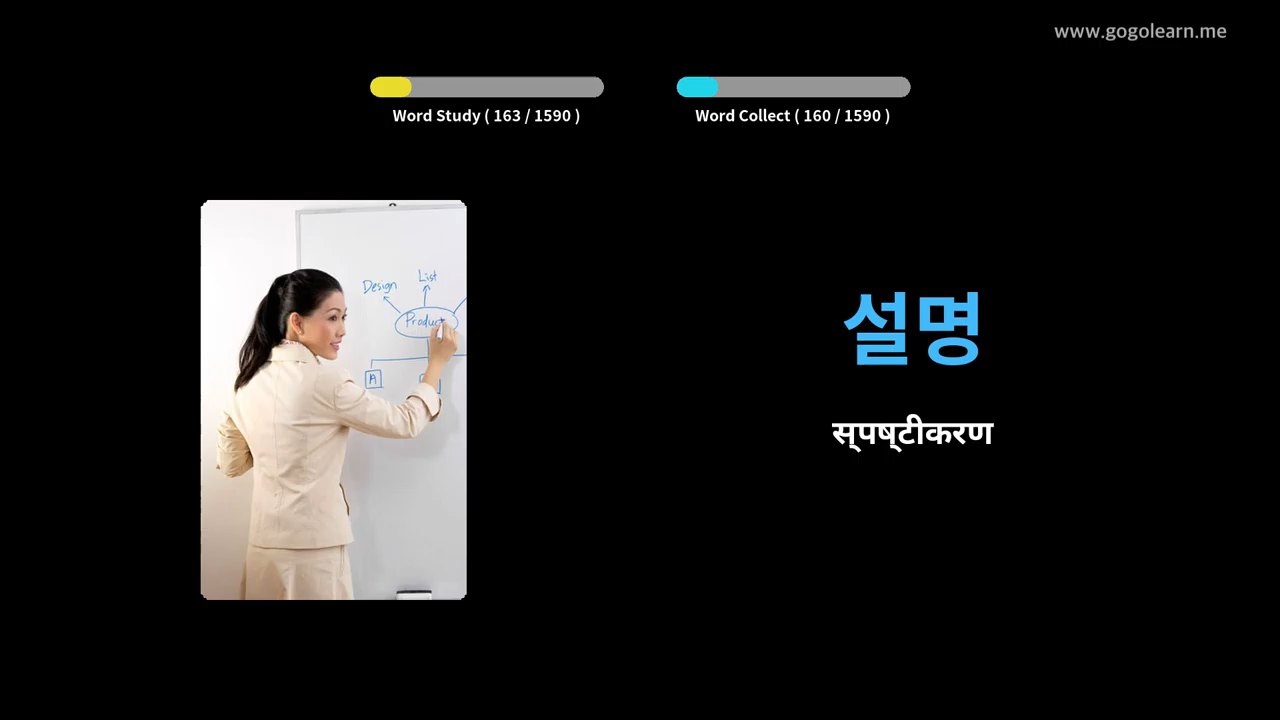 www.gogolearn.me
Word Study ( 163 / 1590 )
Word Collect ( 160 / 1590 )
Design
List
Product
A
설명
स्पष्टीकरण